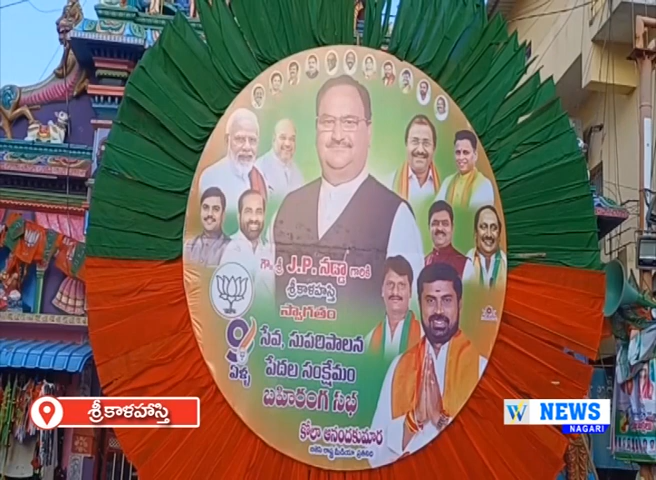 గౌ, శ్రీ J.P. నడ్డా గారికి
శ్రీకాళహస్తి
స్వాగతం
9 ఏళ్ళ
సేవ, సుపరిపాలన
పేదల సంక్షేమం
బహిరంగ సభ
కోలా ఆనందకుమార్
శ్రీకాళహస్తి
W NEWS
NAGARI